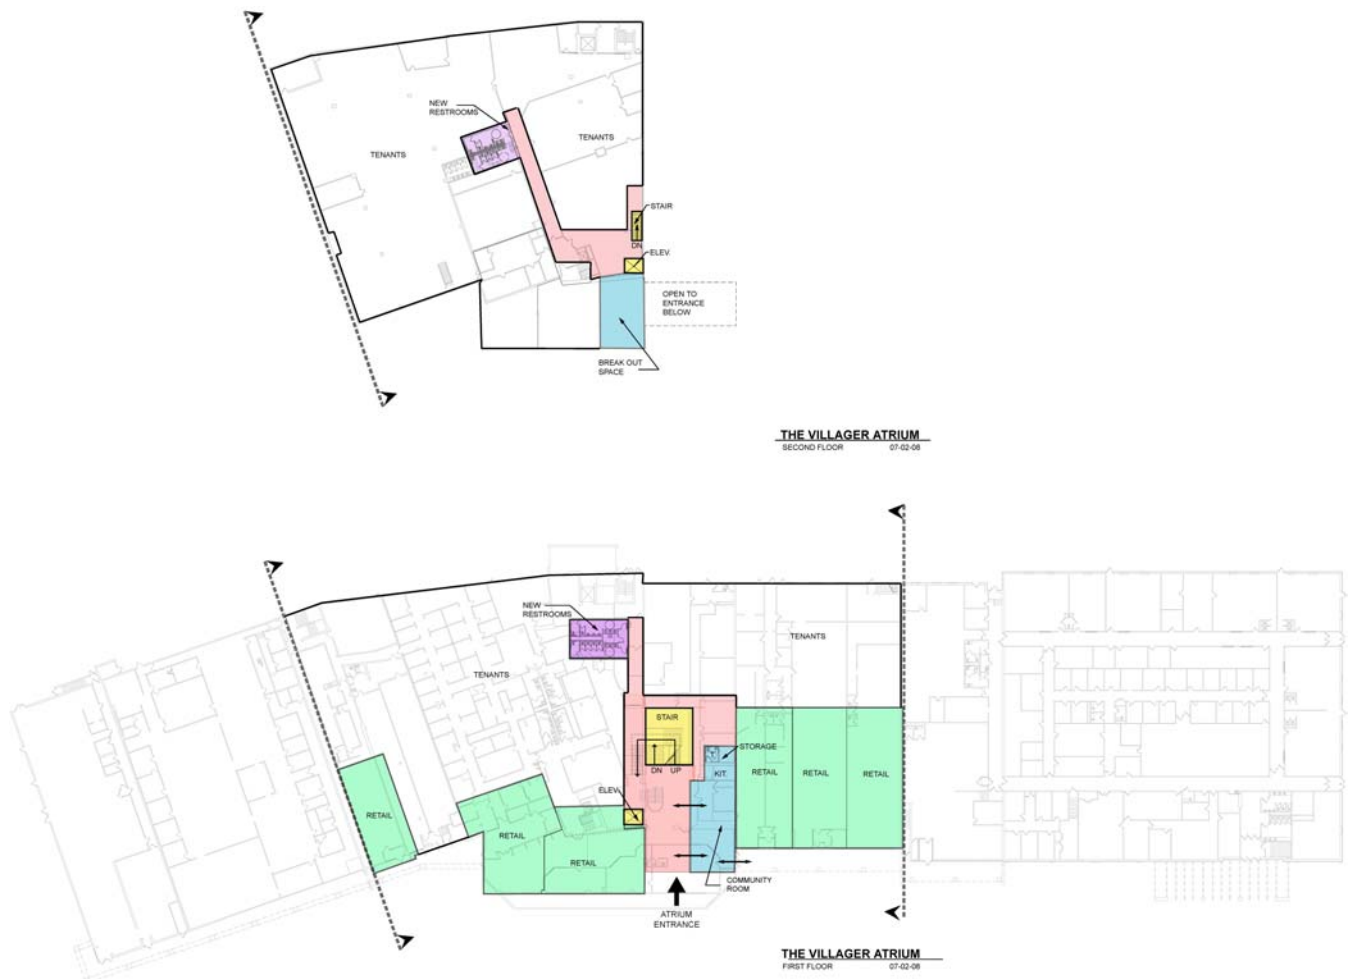 NEW
RESTROOMS
TENANTS
TENANTS
STAIR
DN
ELEV.
OPEN TO
ENTRANCE
BELOW
BREAK OUT
SPACE
THE VILLAGER ATRIUM
SECOND FLOOR 07-02-08
NEW
RESTROOMS
TENANTS
TENANTS
STAIR
STORAGE
DN UP
KIT.
RETAIL
RETAIL
RETAIL
ELEV.
RETAIL
RETAIL
RETAIL
COMMUNITY
ROOM
ATRIUM
ENTRANCE
THE VILLAGER ATRIUM
FIRST FLOOR 07-02-08